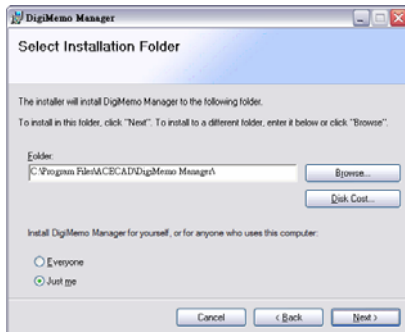 DigiMemo Manager
Select Installation Folder
The installer will install DigiMemo Manager to the following folder.
To install in this folder, click "Next". To install to a different folder, enter it below or click "Browse".
Folder:
C:\Program Files\ACECAD\DigiMemo Manager\
Browse...
Disk Cost...
Install DigiMemo Manager for yourself, or for anyone who uses this computer:
Everyone
Just me
Cancel < Back Next >